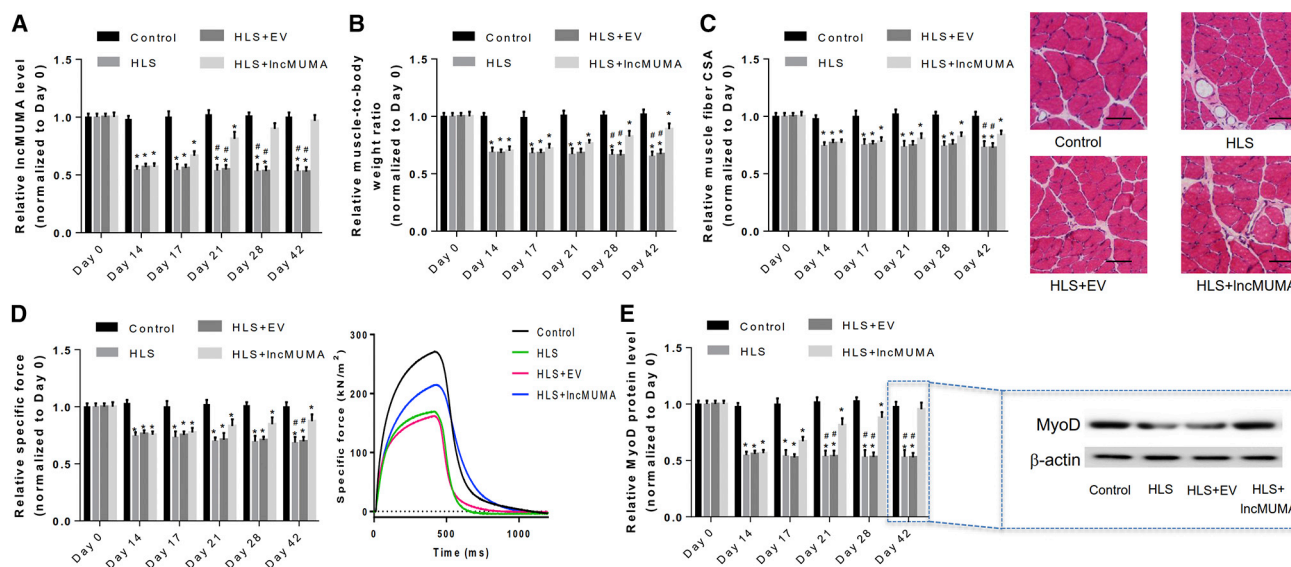 A
Control
HLS+EV
HLS
HLS+lncMUMA
Relative lncMUMA level
(normalized to Day 0)
1.5
1.0
0.5
0.0
* * *
* * *
# #
* * *
# #
* *
# #
* *
Day 0
Day 14
Day 17
Day 21
Day 28
Day 42
B
Control
HLS+EV
HLS
HLS+lncMUMA
Relative muscle-to-body
weight ratio
(normalized to Day 0)
1.5
1.0
0.5
0.0
* * *
* * *
* * *
# #
* * *
# #
* * *
Day 0
Day 14
Day 17
Day 21
Day 28
Day 42
C
Control
HLS+EV
HLS
HLS+lncMUMA
Relative muscle fiber CSA
(normalized to Day 0)
1.5
1.0
0.5
0.0
* * *
* * *
* * *
* * *
# #
* * *
Day 0
Day 14
Day 17
Day 21
Day 28
Day 42
Control
HLS
HLS+EV
HLS+lncMUMA
D
Control
HLS+EV
HLS
HLS+lncMUMA
Relative specific force
(normalized to Day 0)
1.5
1.0
0.5
0.0
* * *
* * *
* * *
* * *
# #
* * *
Day 0
Day 14
Day 17
Day 21
Day 28
Day 42
Specific force (kN/m²)
300
200
100
0
0
500
1000
Time (ms)
Control
HLS
HLS+EV
HLS+lncMUMA
E
Control
HLS+EV
HLS
HLS+lncMUMA
Relative MyoD protein level
(normalized to Day 0)
1.5
1.0
0.5
0.0
* * *
* * *
# #
* * *
# #
* * *
# #
* *
Day 0
Day 14
Day 17
Day 21
Day 28
Day 42
MyoD
β-actin
Control
HLS
HLS+EV
HLS+
lncMUMA